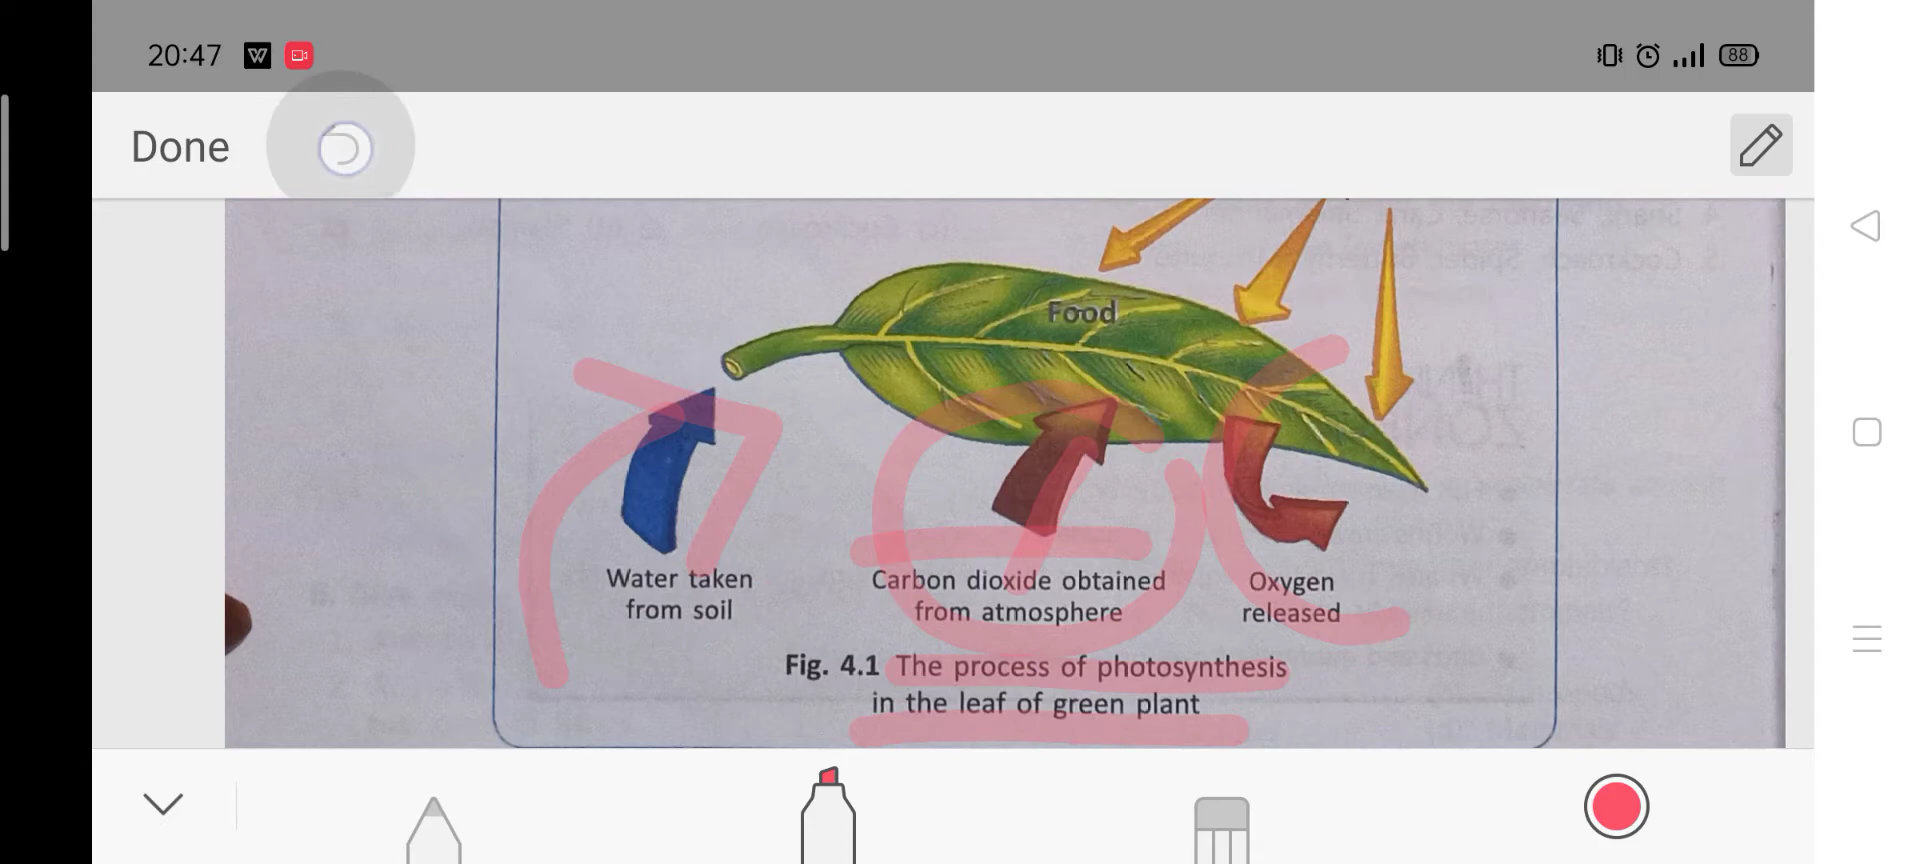 20:47
88
Done
Food
Water taken
from soil
Carbon dioxide obtained
from atmosphere
Oxygen
released
Fig. 4.1 The process of photosynthesis
in the leaf of green plant